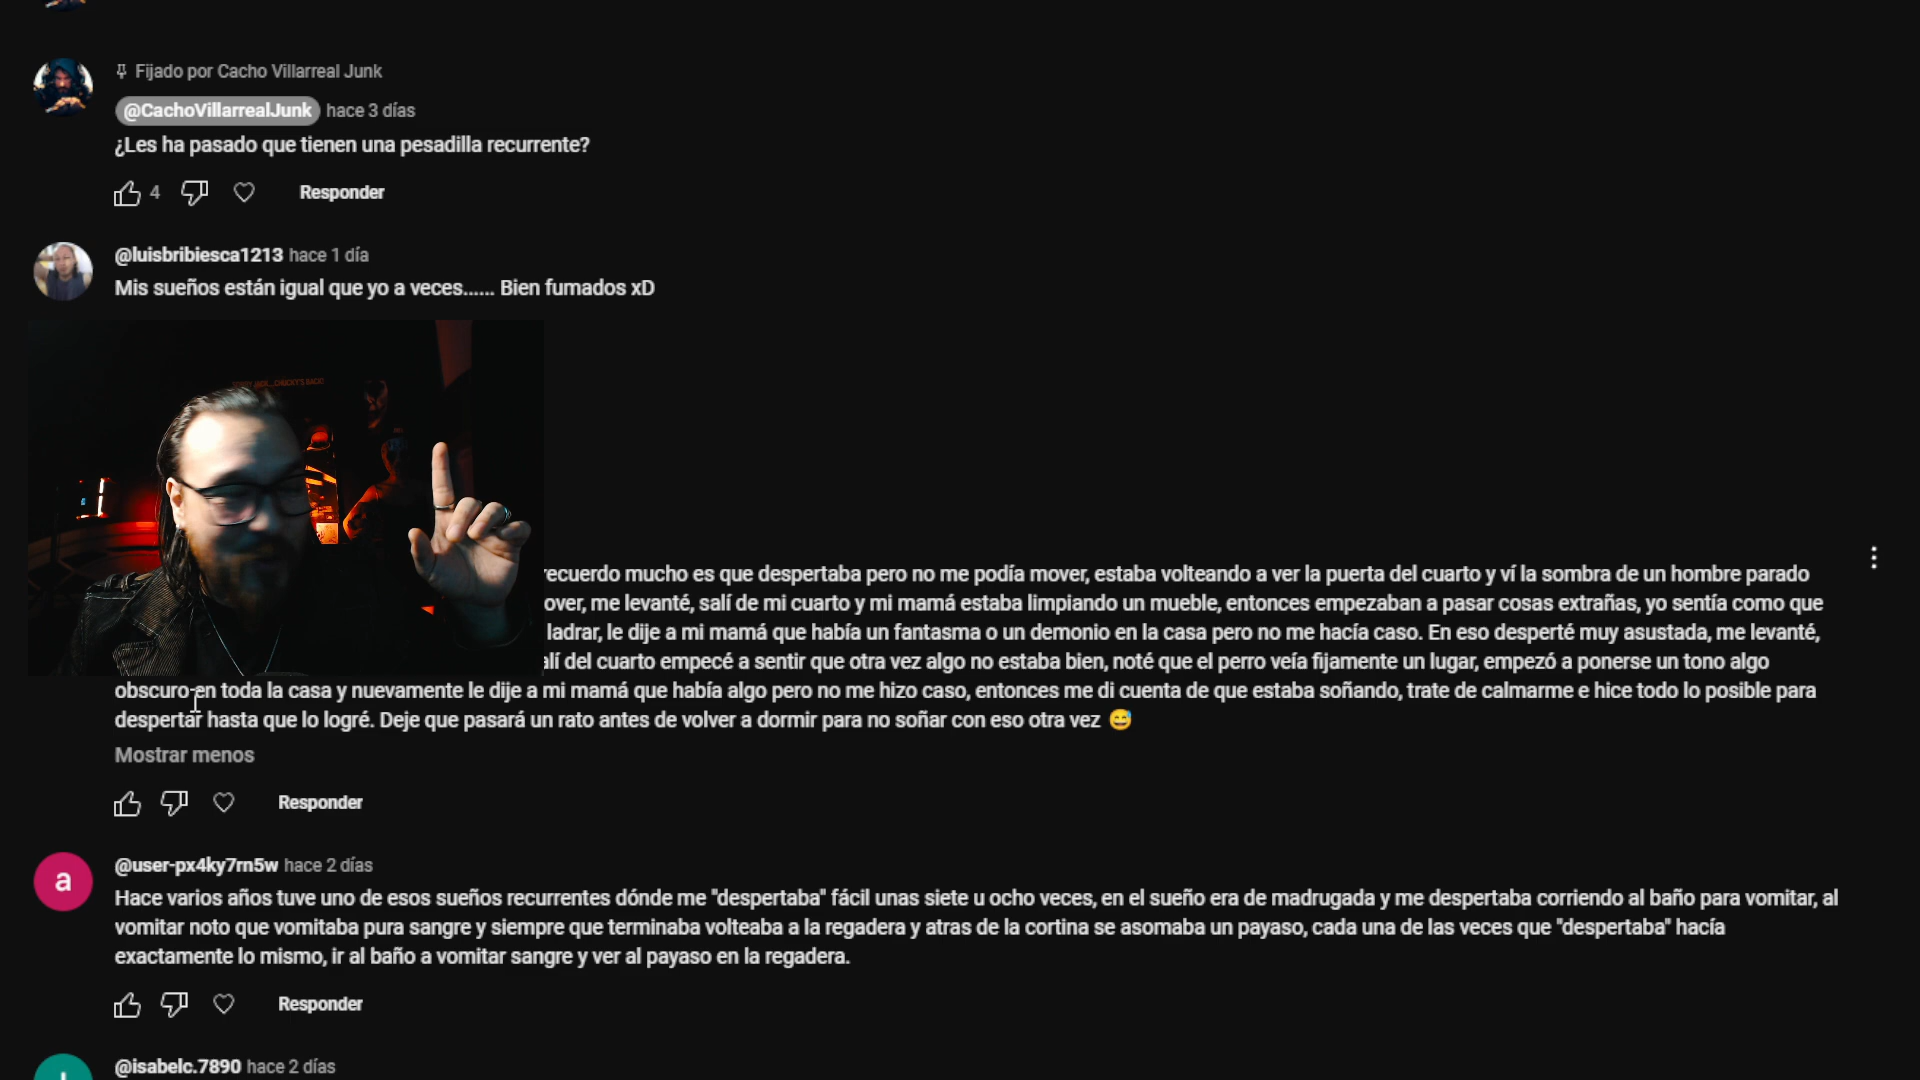 Fijado por Cacho Villarreal Junk
@CachoVillarrealJunk hace 3 días
¿Les ha pasado que tienen una pesadilla recurrente?
4 Responder
@luisbribiesca1213 hace 1 día
Mis sueños están igual que yo a veces...... Bien fumados xD
recuerdo mucho es que despertaba pero no me podía mover, estaba volteando a ver la puerta del cuarto y ví la sombra de un hombre parado
over, me levanté, salí de mi cuarto y mi mamá estaba limpiando un mueble, entonces empezaban a pasar cosas extrañas, yo sentía como que
ladrar, le dije a mi mamá que había un fantasma o un demonio en la casa pero no me hacía caso. En eso desperté muy asustada, me levanté,
alí del cuarto empecé a sentir que otra vez algo no estaba bien, noté que el perro veía fijamente un lugar, empezó a ponerse un tono algo
obscuro en toda la casa y nuevamente le dije a mi mamá que había algo pero no me hizo caso, entonces me di cuenta de que estaba soñando, trate de calmarme e hice todo lo posible para
despertar hasta que lo logré. Deje que pasará un rato antes de volver a dormir para no soñar con eso otra vez 😅
Mostrar menos
Responder
a
@user-px4ky7rn5w hace 2 días
Hace varios años tuve uno de esos sueños recurrentes dónde me "despertaba" fácil unas siete u ocho veces, en el sueño era de madrugada y me despertaba corriendo al baño para vomitar, al
vomitar noto que vomitaba pura sangre y siempre que terminaba volteaba a la regadera y atras de la cortina se asomaba un payaso, cada una de las veces que "despertaba" hacía
exactamente lo mismo, ir al baño a vomitar sangre y ver al payaso en la regadera.
Responder
@isabelc.7890 hace 2 días